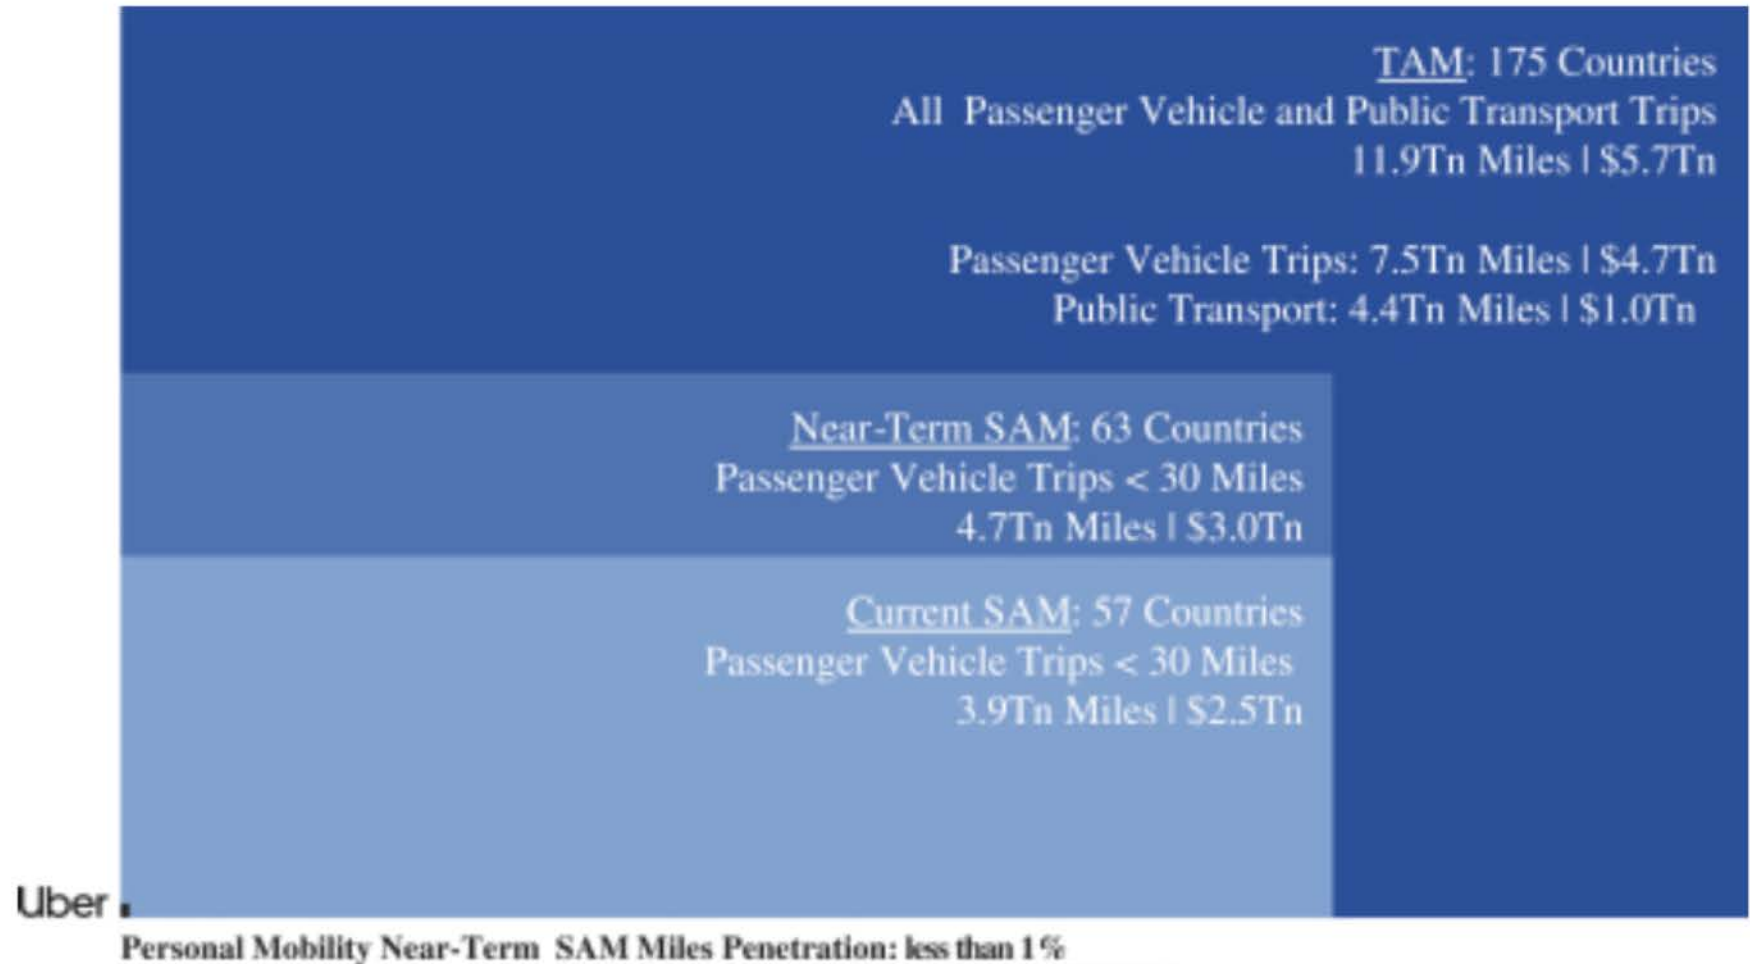 TAM: 175 Countries
All Passenger Vehicle and Public Transport Trips
11.9Tn Miles | $5.7Tn
Passenger Vehicle Trips: 7.5Tn Miles | $4.7Tn
Public Transport: 4.4Tn Miles | $1.0Tn
Near-Term SAM: 63 Countries
Passenger Vehicle Trips < 30 Miles
4.7Tn Miles | $3.0Tn
Current SAM: 57 Countries
Passenger Vehicle Trips < 30 Miles
3.9Tn Miles | $2.5Tn
Uber
Personal Mobility Near-Term SAM Miles Penetration: less than 1%